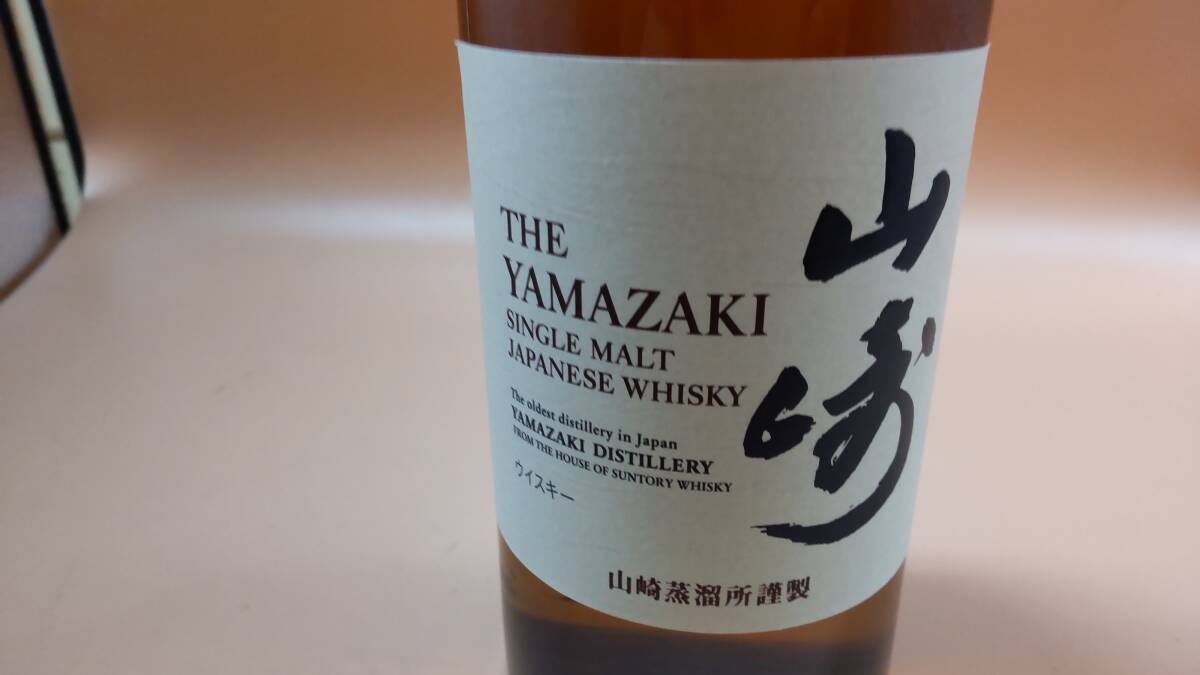 THE
YAMAZAKI
SINGLE MALT
JAPANESE WHISKY
The oldest distillery in Japan
YAMAZAKI DISTILLERY
FROM THE HOUSE OF SUNTORY WHISKY
ウイスキー
山崎
山崎蒸溜所謹製